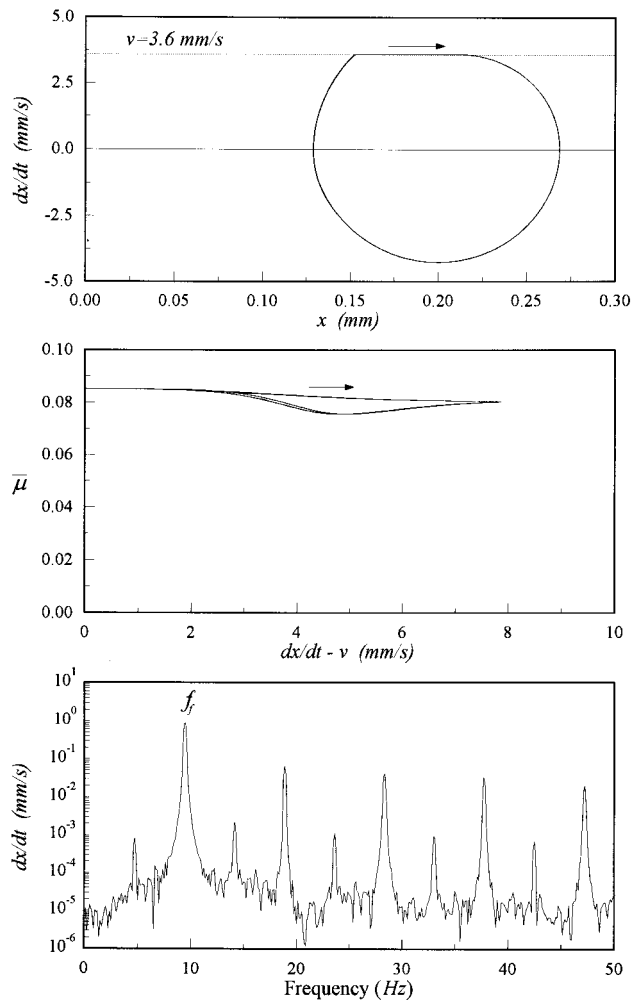 5.0
v=3.6 mm/s
2.5
0.0
-2.5
-5.0
dx/dt (mm/s)
0.00 0.05 0.10 0.15 0.20 0.25 0.30
x (mm)
0.10
0.08
0.06
μ̄
0.04
0.02
0.00
0 2 4 6 8 10
dx/dt - v (mm/s)
10¹
f_f
10⁰
10⁻¹
10⁻²
10⁻³
10⁻⁴
10⁻⁵
10⁻⁶
dx/dt (mm/s)
0 10 20 30 40 50
Frequency (Hz)